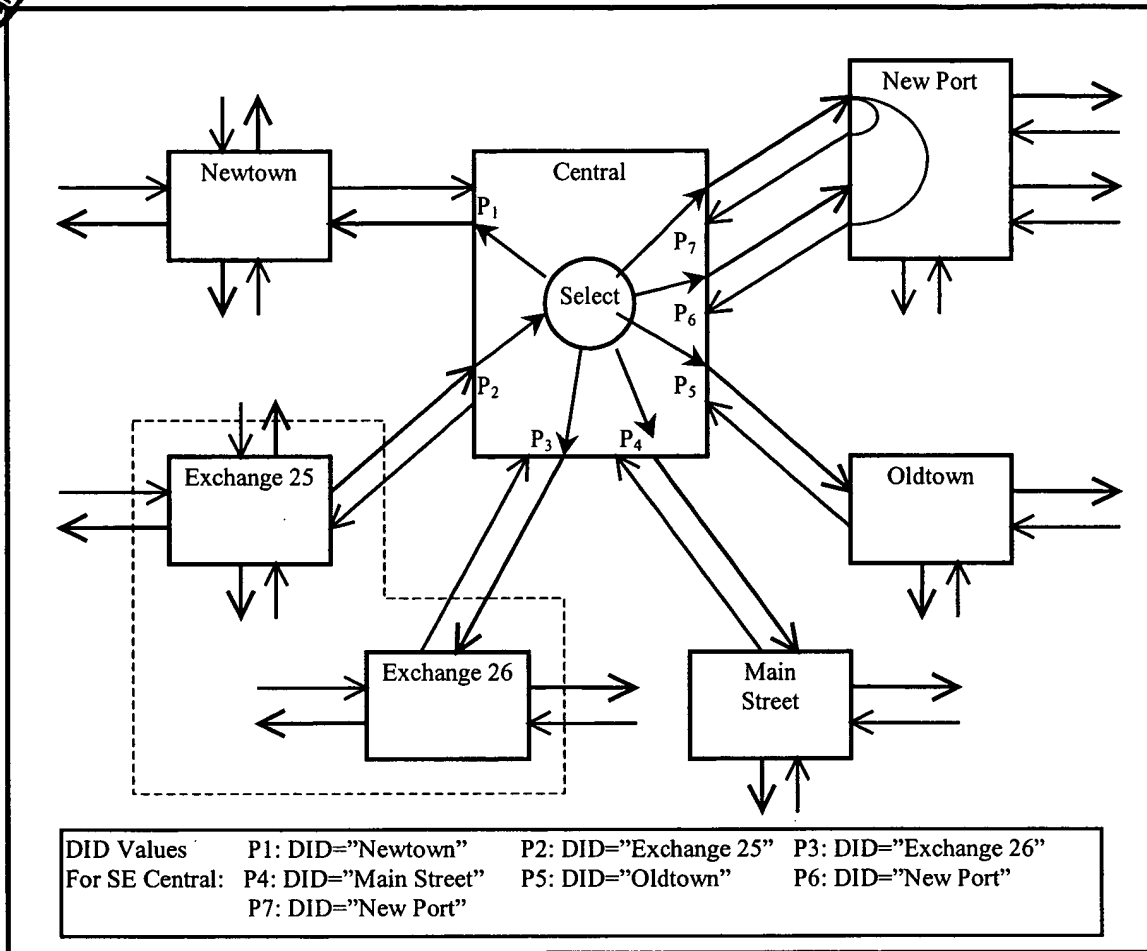 New Port
Newtown
Central
P1
P7
Select
P6
P2
P5
P3
P4
Exchange 25
Oldtown
Exchange 26
Main
Street
DID Values P1: DID="Newtown" P2: DID="Exchange 25" P3: DID="Exchange 26"
For SE Central: P4: DID="Main Street" P5: DID="Oldtown" P6: DID="New Port"
P7: DID="New Port"